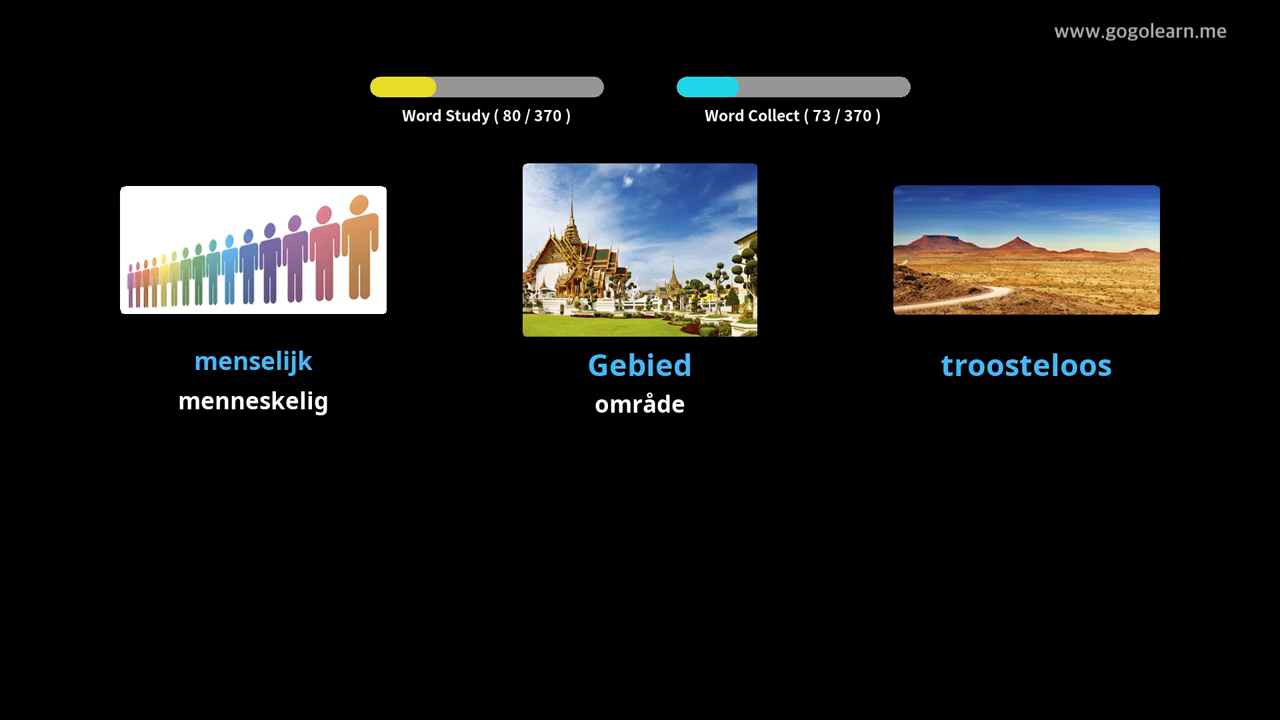 www.gogolearn.me
Word Study ( 80 / 370 )
Word Collect ( 73 / 370 )
menselijk
menneskelig
Gebied
område
troosteloos